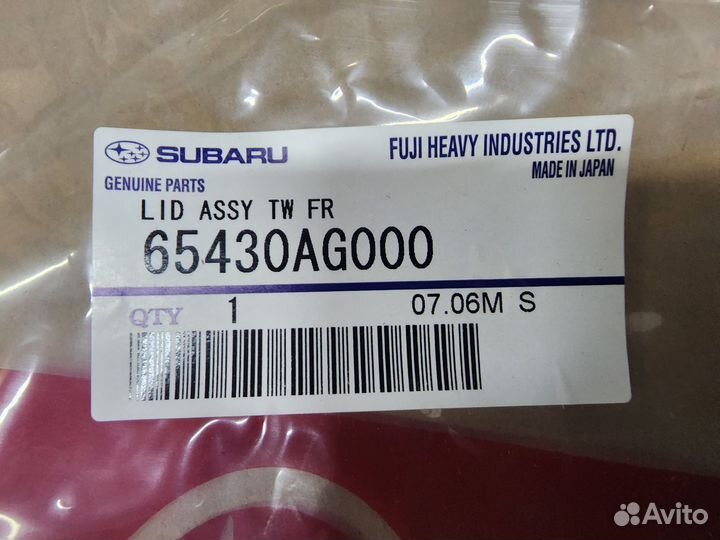 SUBARU
FUJI HEAVY INDUSTRIES LTD.
GENUINE PARTS
MADE IN JAPAN
LID ASSY TW FR
65430AG000
QTY 1 07.06M S
Avito